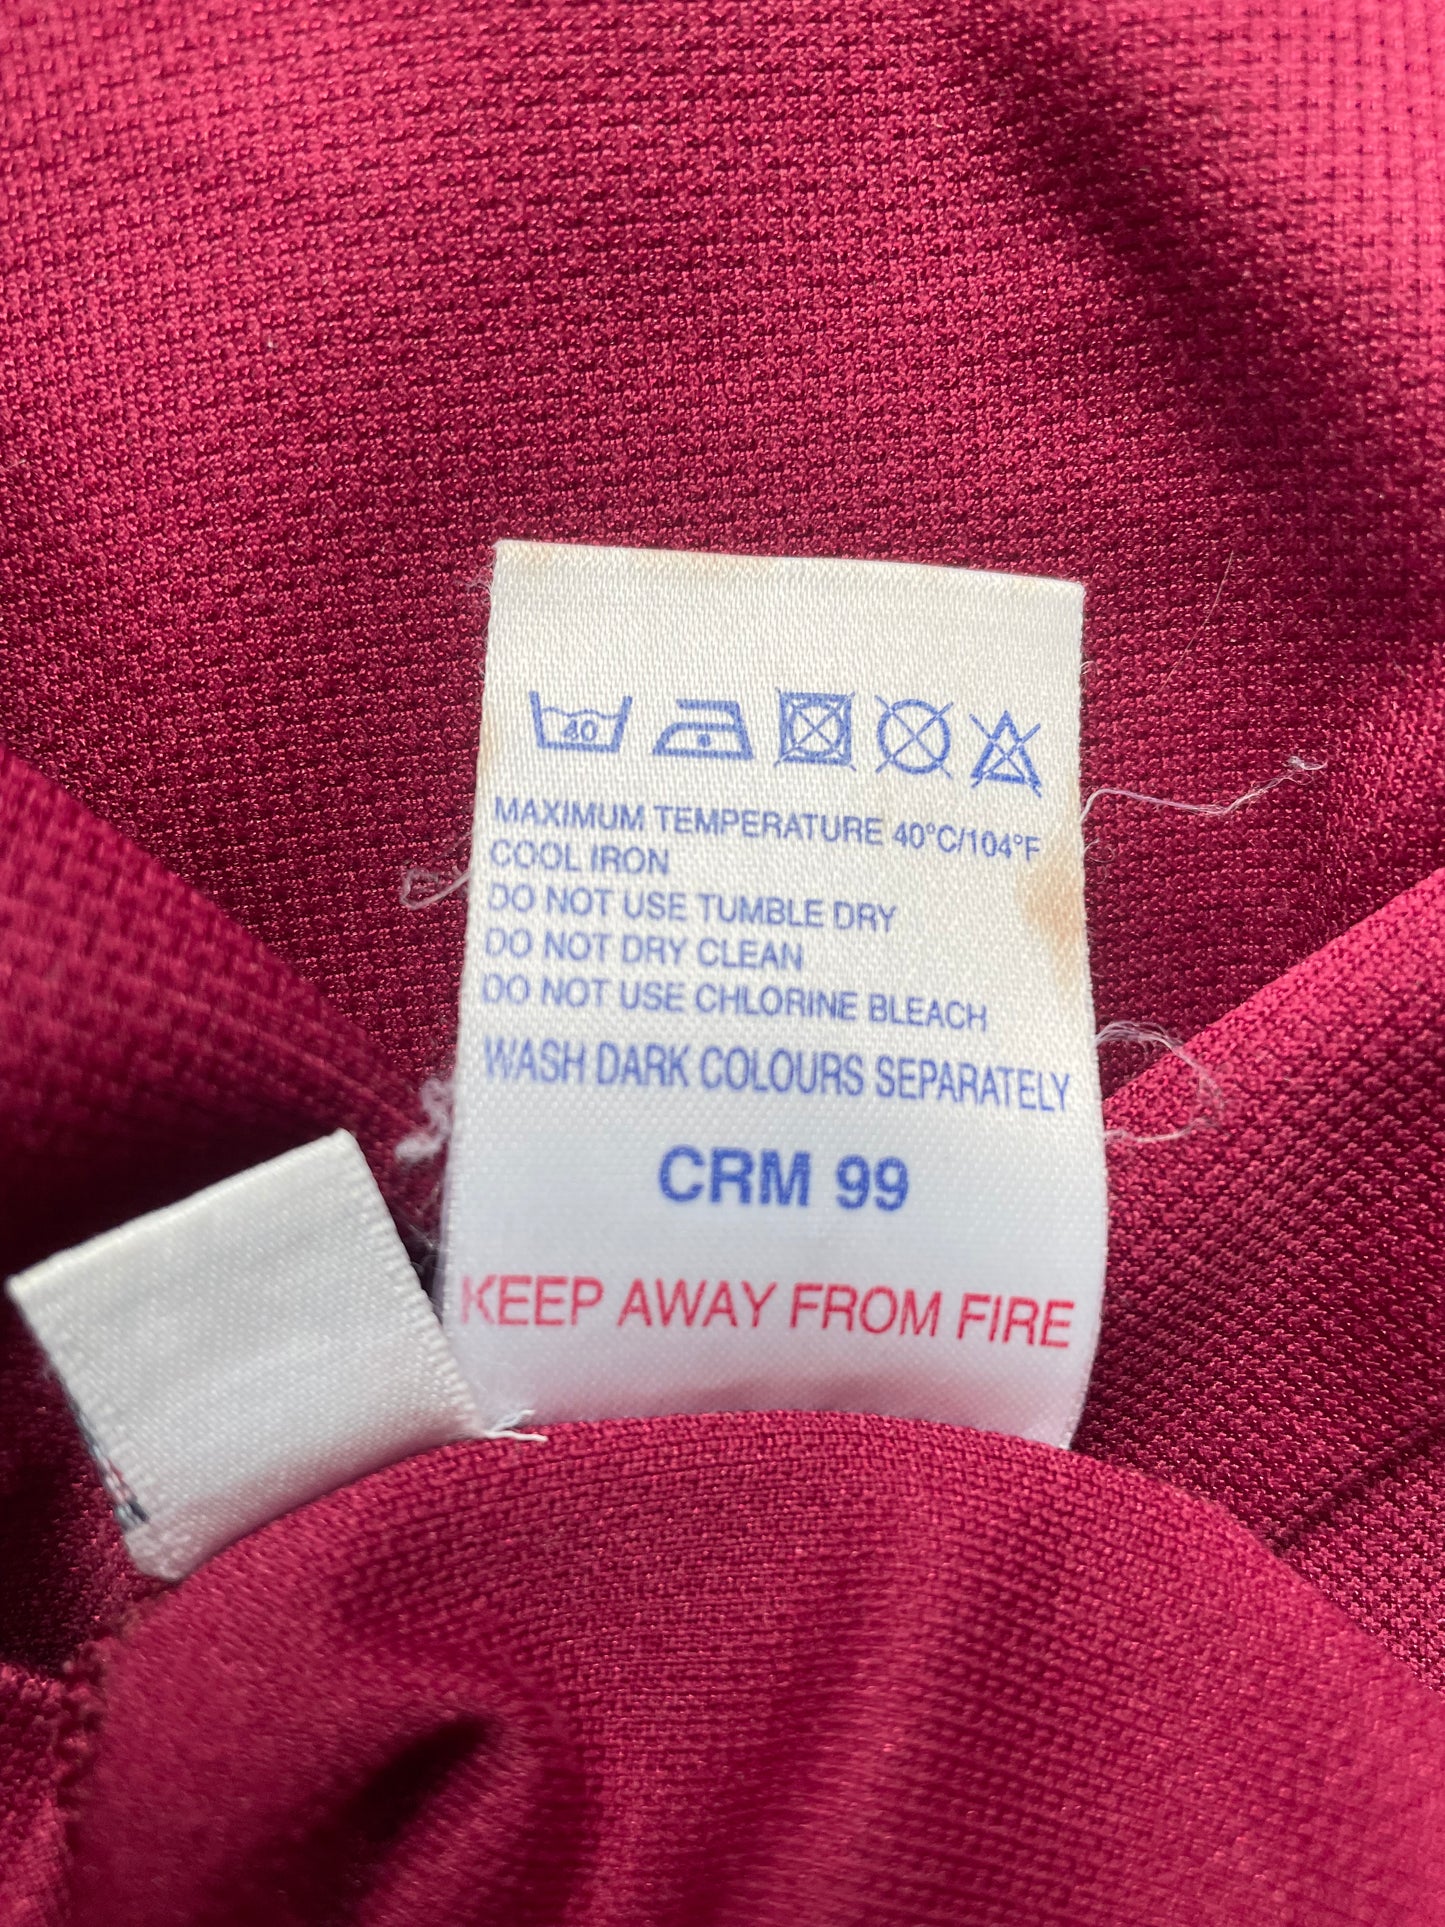 40
MAXIMUM TEMPERATURE 40°C/104°F
COOL IRON
DO NOT USE TUMBLE DRY
DO NOT DRY CLEAN
DO NOT USE CHLORINE BLEACH
WASH DARK COLOURS SEPARATELY
CRM 99
KEEP AWAY FROM FIRE